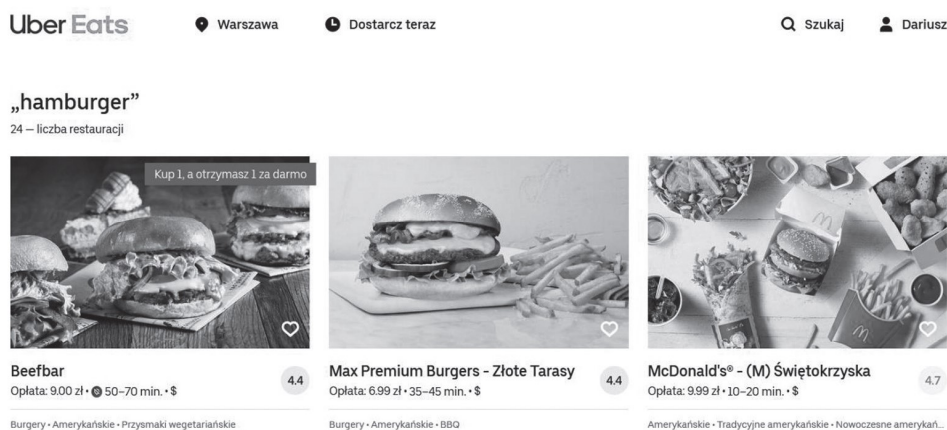 Uber Eats
Warszawa
Dostarcz teraz
Szukaj
Dariusz
„hamburger”
24 — liczba restauracji
Kup 1, a otrzymasz 1 za darmo
Beefbar
Opłata: 9.00 zł • 50–70 min. • $
4.4
Burgery • Amerykańskie • Przysmaki wegetariańskie
Max Premium Burgers - Złote Tarasy
Opłata: 6.99 zł • 35–45 min. • $
4.4
Burgery • Amerykańskie • BBQ
McDonald's® - (M) Świętokrzyska
Opłata: 9.99 zł • 10–20 min. • $
4.7
Amerykańskie • Tradycyjne amerykańskie • Nowoczesne amerykań...